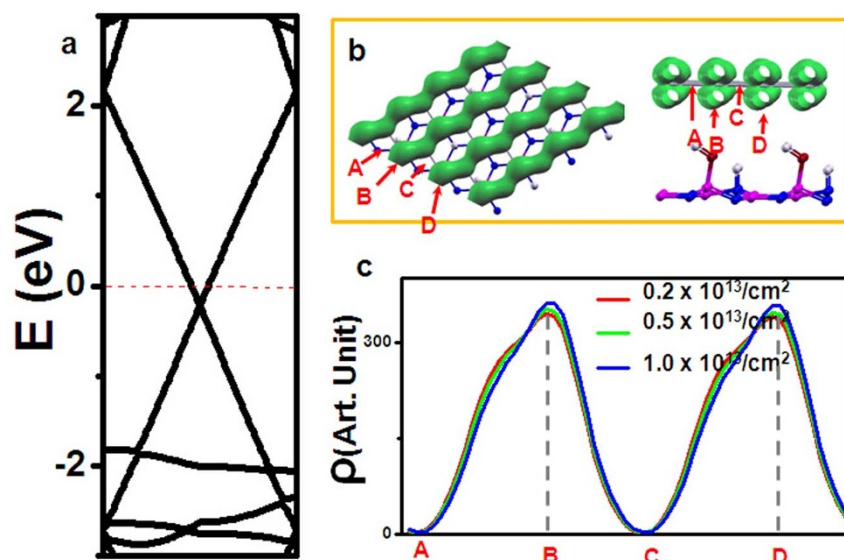 a
E (eV)
2
0
-2
b
A
B
C
D
A
B
C
D
c
ρ(Art. Unit)
300
0
0.2 x 10¹³/cm²
0.5 x 10¹³/cm²
1.0 x 10¹³/cm²
A
B
C
D